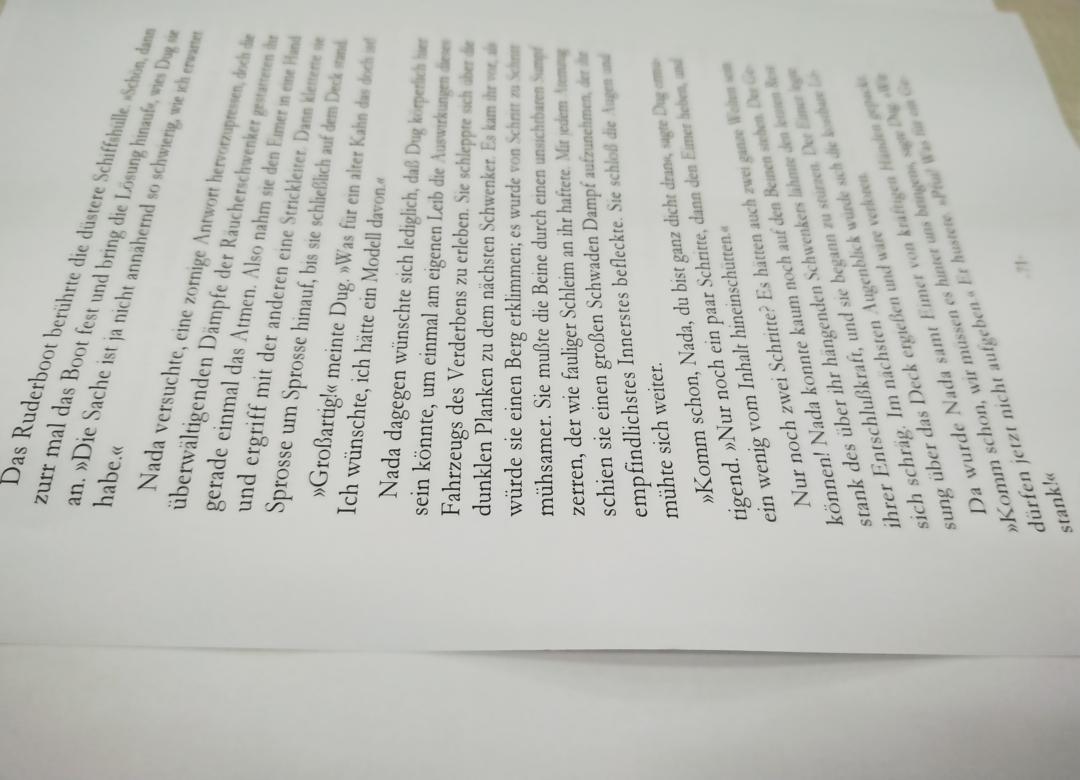 Das Ruderboot berührte die düstere Schiffshülle. »Schön, dann
zurr mal das Boot fest und bring die Lösung hinauf«, wies Dug sie
an. »Die Sache ist ja nicht annähernd so schwierig, wie ich erwartet
habe.«
Nada versuchte, eine zornige Antwort hervorzupressen, doch die
überwältigenden Dämpfe der Räucherschwenker gestatteten ihr
gerade einmal das Atmen. Also nahm sie den Eimer in eine Hand
und ergriff mit der anderen eine Strickleiter. Dann kletterte sie
Sprosse um Sprosse hinauf, bis sie schließlich auf dem Deck stand.
»Großartig!« meinte Dug. »Was für ein alter Kahn das doch ist!
Ich wünschte, ich hätte ein Modell davon.«
Nada dagegen wünschte sich lediglich, daß Dug körperlich hier
sein könnte, um einmal am eigenen Leib die Auswirkungen dieses
Fahrzeugs des Verderbens zu erleben. Sie schleppte sich über die
dunklen Planken zu dem nächsten Schwenker. Es kam ihr vor, als
würde sie einen Berg erklimmen; es wurde von Schritt zu Schritt
mühsamer. Sie mußte die Beine durch einen unsichtbaren Sumpf
zerren, der wie fauliger Schleim an ihr haftete. Mit jedem Atemzug
schien sie einen großen Schwaden Dampf aufzunehmen, der ihr
empfindlichstes Innerstes befleckte. Sie schloß die Augen und
mühte sich weiter.
»Komm schon, Nada, du bist ganz dicht dran«, sagte Dug ermu-
tigend. »Nur noch ein paar Schritte, dann den Eimer heben, und
ein wenig vom Inhalt hineinschütten.«
Nur noch zwei Schritte? Es hätten auch zwei ganze Welten sein
können! Nada konnte kaum noch auf den Beinen stehen. Der Ge-
stank des über ihr hängenden Schwenkers lähmte den letzten Rest
ihrer Entschlußkraft, und sie begann zu stürzen. Der Eimer legte
sich schräg. Im nächsten Augenblick würde sich die kostbare Lö-
sung über das Deck ergießen und wäre verloren.
Da wurde Nada samt Eimer von kräftigen Händen gepackt.
»Komm schon, wir müssen es hinter uns bringen«, sagte Dug. »Wir
dürfen jetzt nicht aufgeben.« Er hustete. »Pfui! Was für ein Ge-
stank!«